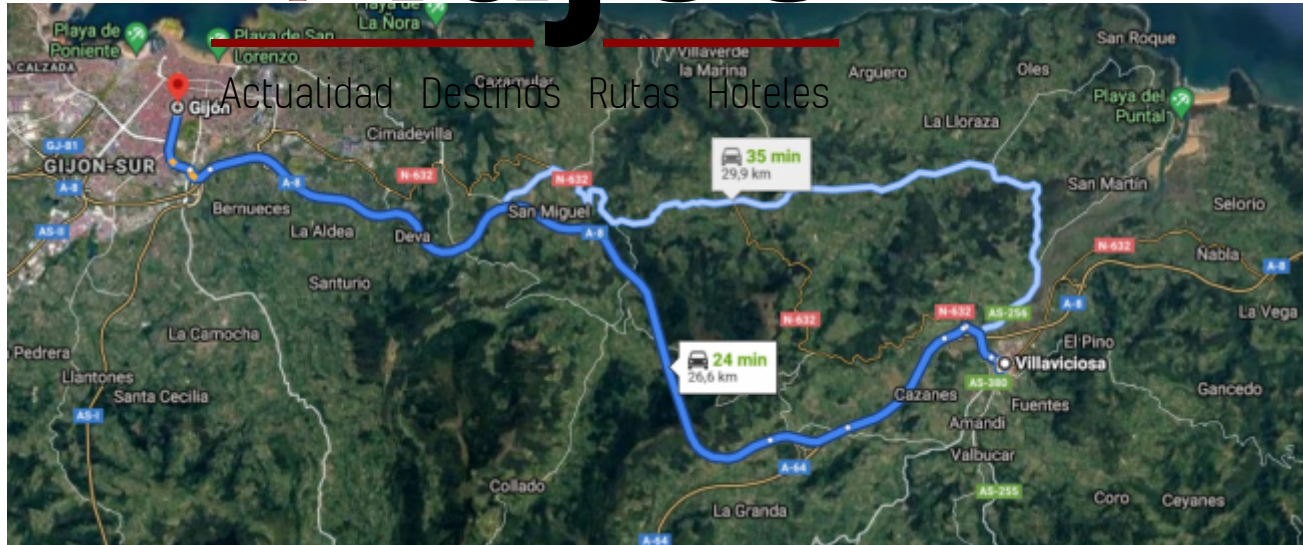 Playa de
La Ñora
Playa de
Poniente
Playa de San
Lorenzo
CALZADA
Villaverde
la Marina
San Roque
Cazamular
Argüero
Oles
Actualidad Destinos Rutas Hoteles
Gijón
Playa del
Puntal
La Lloraza
Cimadevilla
GJ-81
GIJON-SUR
35 min
29,9 km
N-632
N-632
A-8
A-8
San Martín
Selorio
Bernueces
San Miguel
La Aldea
Deva
AS-II
A-8
N-632
Ñabla
A-8
Santurio
A-8
N-632
N-632
AS-256
La Vega
La Camocha
El Pino
Pedrera
24 min
26,6 km
Villaviciosa
Llantones
AS-380
Santa Cecilia
Cazanes
Fuentes
Gancedo
AS-I
Amandi
Valbucar
A-64
Collado
AS-255
Coro
Ceyanes
La Granda
A-64